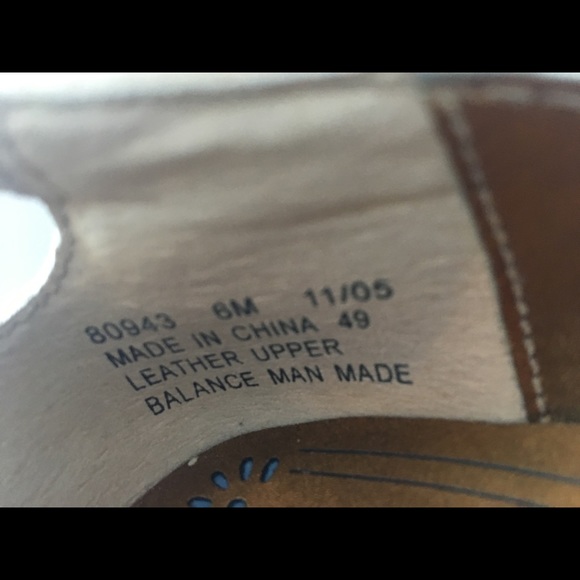 80943 6M 11/05
MADE IN CHINA 49
LEATHER UPPER
BALANCE MAN MADE